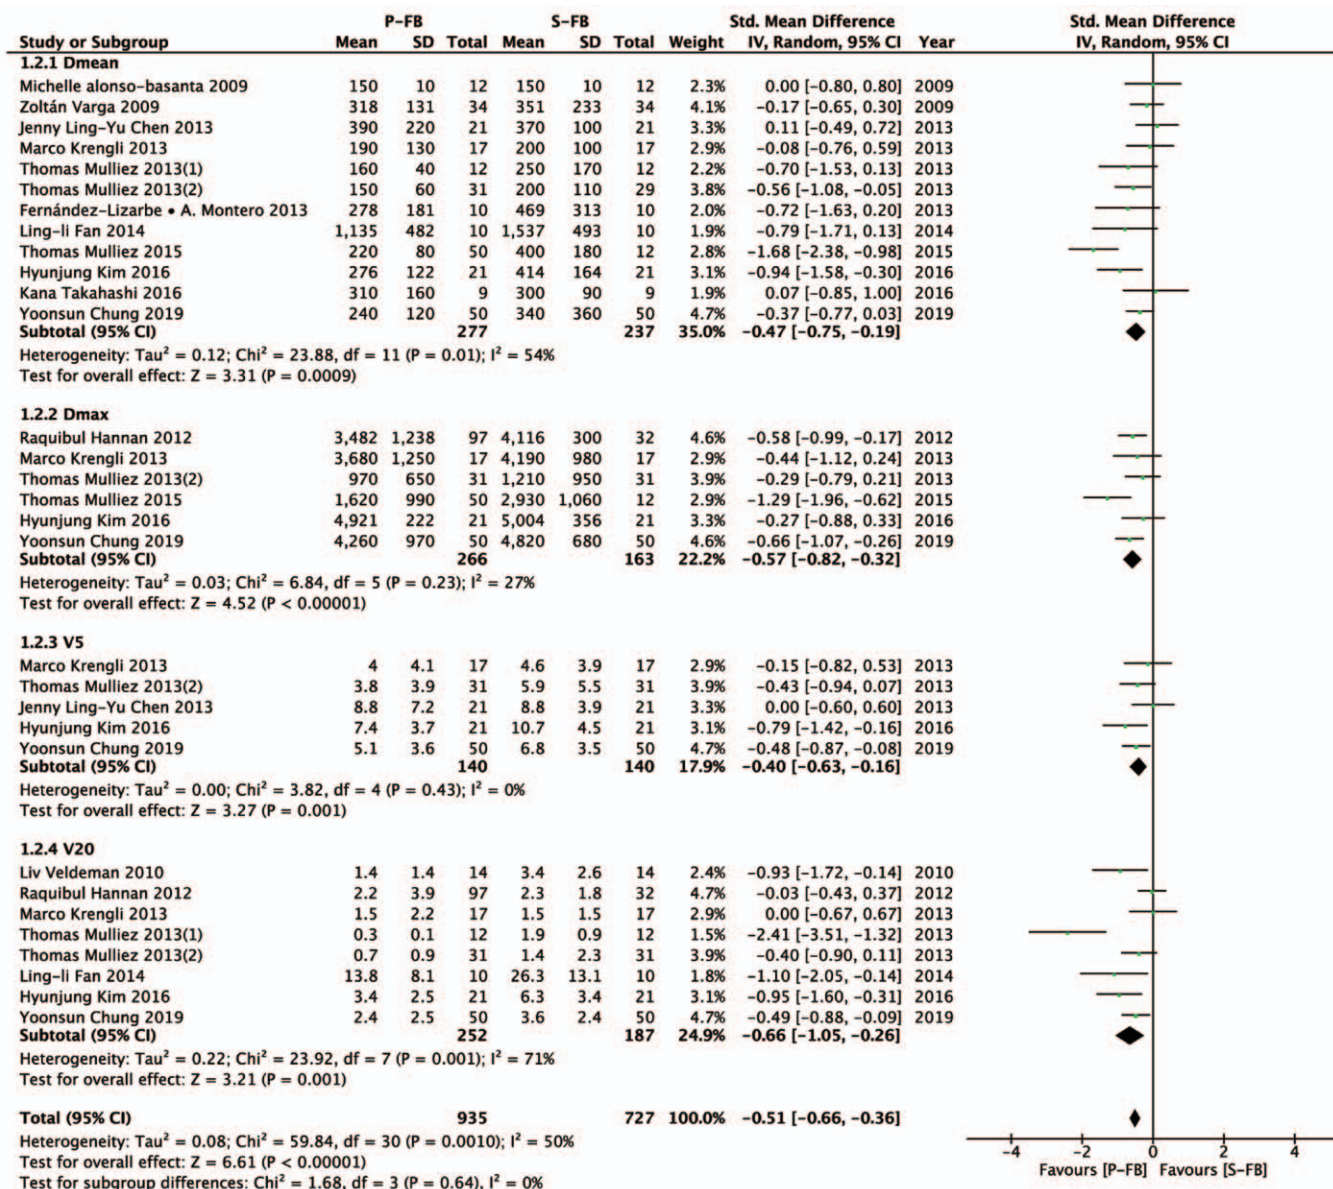 P-FB S-FB Std. Mean Difference Std. Mean Difference
Study or Subgroup Mean SD Total Mean SD Total Weight IV, Random, 95% CI Year IV, Random, 95% CI
1.2.1 Dmean
Michelle alonso-basanta 2009 150 10 12 150 10 12 2.3% 0.00 [-0.80, 0.80] 2009
Zoltán Varga 2009 318 131 34 351 233 34 4.1% -0.17 [-0.65, 0.30] 2009
Jenny Ling-Yu Chen 2013 390 220 21 370 100 21 3.3% 0.11 [-0.49, 0.72] 2013
Marco Krengli 2013 190 130 17 200 100 17 2.9% -0.08 [-0.76, 0.59] 2013
Thomas Mulliez 2013(1) 160 40 12 250 170 12 2.2% -0.70 [-1.53, 0.13] 2013
Thomas Mulliez 2013(2) 150 60 31 200 110 29 3.8% -0.56 [-1.08, -0.05] 2013
Fernández-Lizarbe • A. Montero 2013 278 181 10 469 313 10 2.0% -0.72 [-1.63, 0.20] 2013
Ling-li Fan 2014 1,135 482 10 1,537 493 10 1.9% -0.79 [-1.71, 0.13] 2014
Thomas Mulliez 2015 220 80 50 400 180 12 2.8% -1.68 [-2.38, -0.98] 2015
Hyunjung Kim 2016 276 122 21 414 164 21 3.1% -0.94 [-1.58, -0.30] 2016
Kana Takahashi 2016 310 160 9 300 90 9 1.9% 0.07 [-0.85, 1.00] 2016
Yoonsun Chung 2019 240 120 50 340 360 50 4.7% -0.37 [-0.77, 0.03] 2019
Subtotal (95% CI) 277 237 35.0% -0.47 [-0.75, -0.19]
Heterogeneity: Tau² = 0.12; Chi² = 23.88, df = 11 (P = 0.01); I² = 54%
Test for overall effect: Z = 3.31 (P = 0.0009)
1.2.2 Dmax
Raquibul Hannan 2012 3,482 1,238 97 4,116 300 32 4.6% -0.58 [-0.99, -0.17] 2012
Marco Krengli 2013 3,680 1,250 17 4,190 980 17 2.9% -0.44 [-1.12, 0.24] 2013
Thomas Mulliez 2013(2) 970 650 31 1,210 950 31 3.9% -0.29 [-0.79, 0.21] 2013
Thomas Mulliez 2015 1,620 990 50 2,930 1,060 12 2.9% -1.29 [-1.96, -0.62] 2015
Hyunjung Kim 2016 4,921 222 21 5,004 356 21 3.3% -0.27 [-0.88, 0.33] 2016
Yoonsun Chung 2019 4,260 970 50 4,820 680 50 4.6% -0.66 [-1.07, -0.26] 2019
Subtotal (95% CI) 266 163 22.2% -0.57 [-0.82, -0.32]
Heterogeneity: Tau² = 0.03; Chi² = 6.84, df = 5 (P = 0.23); I² = 27%
Test for overall effect: Z = 4.52 (P < 0.00001)
1.2.3 V5
Marco Krengli 2013 4 4.1 17 4.6 3.9 17 2.9% -0.15 [-0.82, 0.53] 2013
Thomas Mulliez 2013(2) 3.8 3.9 31 5.9 5.5 31 3.9% -0.43 [-0.94, 0.07] 2013
Jenny Ling-Yu Chen 2013 8.8 7.2 21 8.8 3.9 21 3.3% 0.00 [-0.60, 0.60] 2013
Hyunjung Kim 2016 7.4 3.7 21 10.7 4.5 21 3.1% -0.79 [-1.42, -0.16] 2016
Yoonsun Chung 2019 5.1 3.6 50 6.8 3.5 50 4.7% -0.48 [-0.87, -0.08] 2019
Subtotal (95% CI) 140 140 17.9% -0.40 [-0.63, -0.16]
Heterogeneity: Tau² = 0.00; Chi² = 3.82, df = 4 (P = 0.43); I² = 0%
Test for overall effect: Z = 3.27 (P = 0.001)
1.2.4 V20
Liv Veldeman 2010 1.4 1.4 14 3.4 2.6 14 2.4% -0.93 [-1.72, -0.14] 2010
Raquibul Hannan 2012 2.2 3.9 97 2.3 1.8 32 4.7% -0.03 [-0.43, 0.37] 2012
Marco Krengli 2013 1.5 2.2 17 1.5 1.5 17 2.9% 0.00 [-0.67, 0.67] 2013
Thomas Mulliez 2013(1) 0.3 0.1 12 1.9 0.9 12 1.5% -2.41 [-3.51, -1.32] 2013
Thomas Mulliez 2013(2) 0.7 0.9 31 1.4 2.3 31 3.9% -0.40 [-0.90, 0.11] 2013
Ling-li Fan 2014 13.8 8.1 10 26.3 13.1 10 1.8% -1.10 [-2.05, -0.14] 2014
Hyunjung Kim 2016 3.4 2.5 21 6.3 3.4 21 3.1% -0.95 [-1.60, -0.31] 2016
Yoonsun Chung 2019 2.4 2.5 50 3.6 2.4 50 4.7% -0.49 [-0.88, -0.09] 2019
Subtotal (95% CI) 252 187 24.9% -0.66 [-1.05, -0.26]
Heterogeneity: Tau² = 0.22; Chi² = 23.92, df = 7 (P = 0.001); I² = 71%
Test for overall effect: Z = 3.21 (P = 0.001)
Total (95% CI) 935 727 100.0% -0.51 [-0.66, -0.36]
Heterogeneity: Tau² = 0.08; Chi² = 59.84, df = 30 (P = 0.0010); I² = 50%
Test for overall effect: Z = 6.61 (P < 0.00001)
Test for subgroup differences: Chi² = 1.68, df = 3 (P = 0.64), I² = 0%
-4 -2 0 2 4
Favours [P-FB] Favours [S-FB]